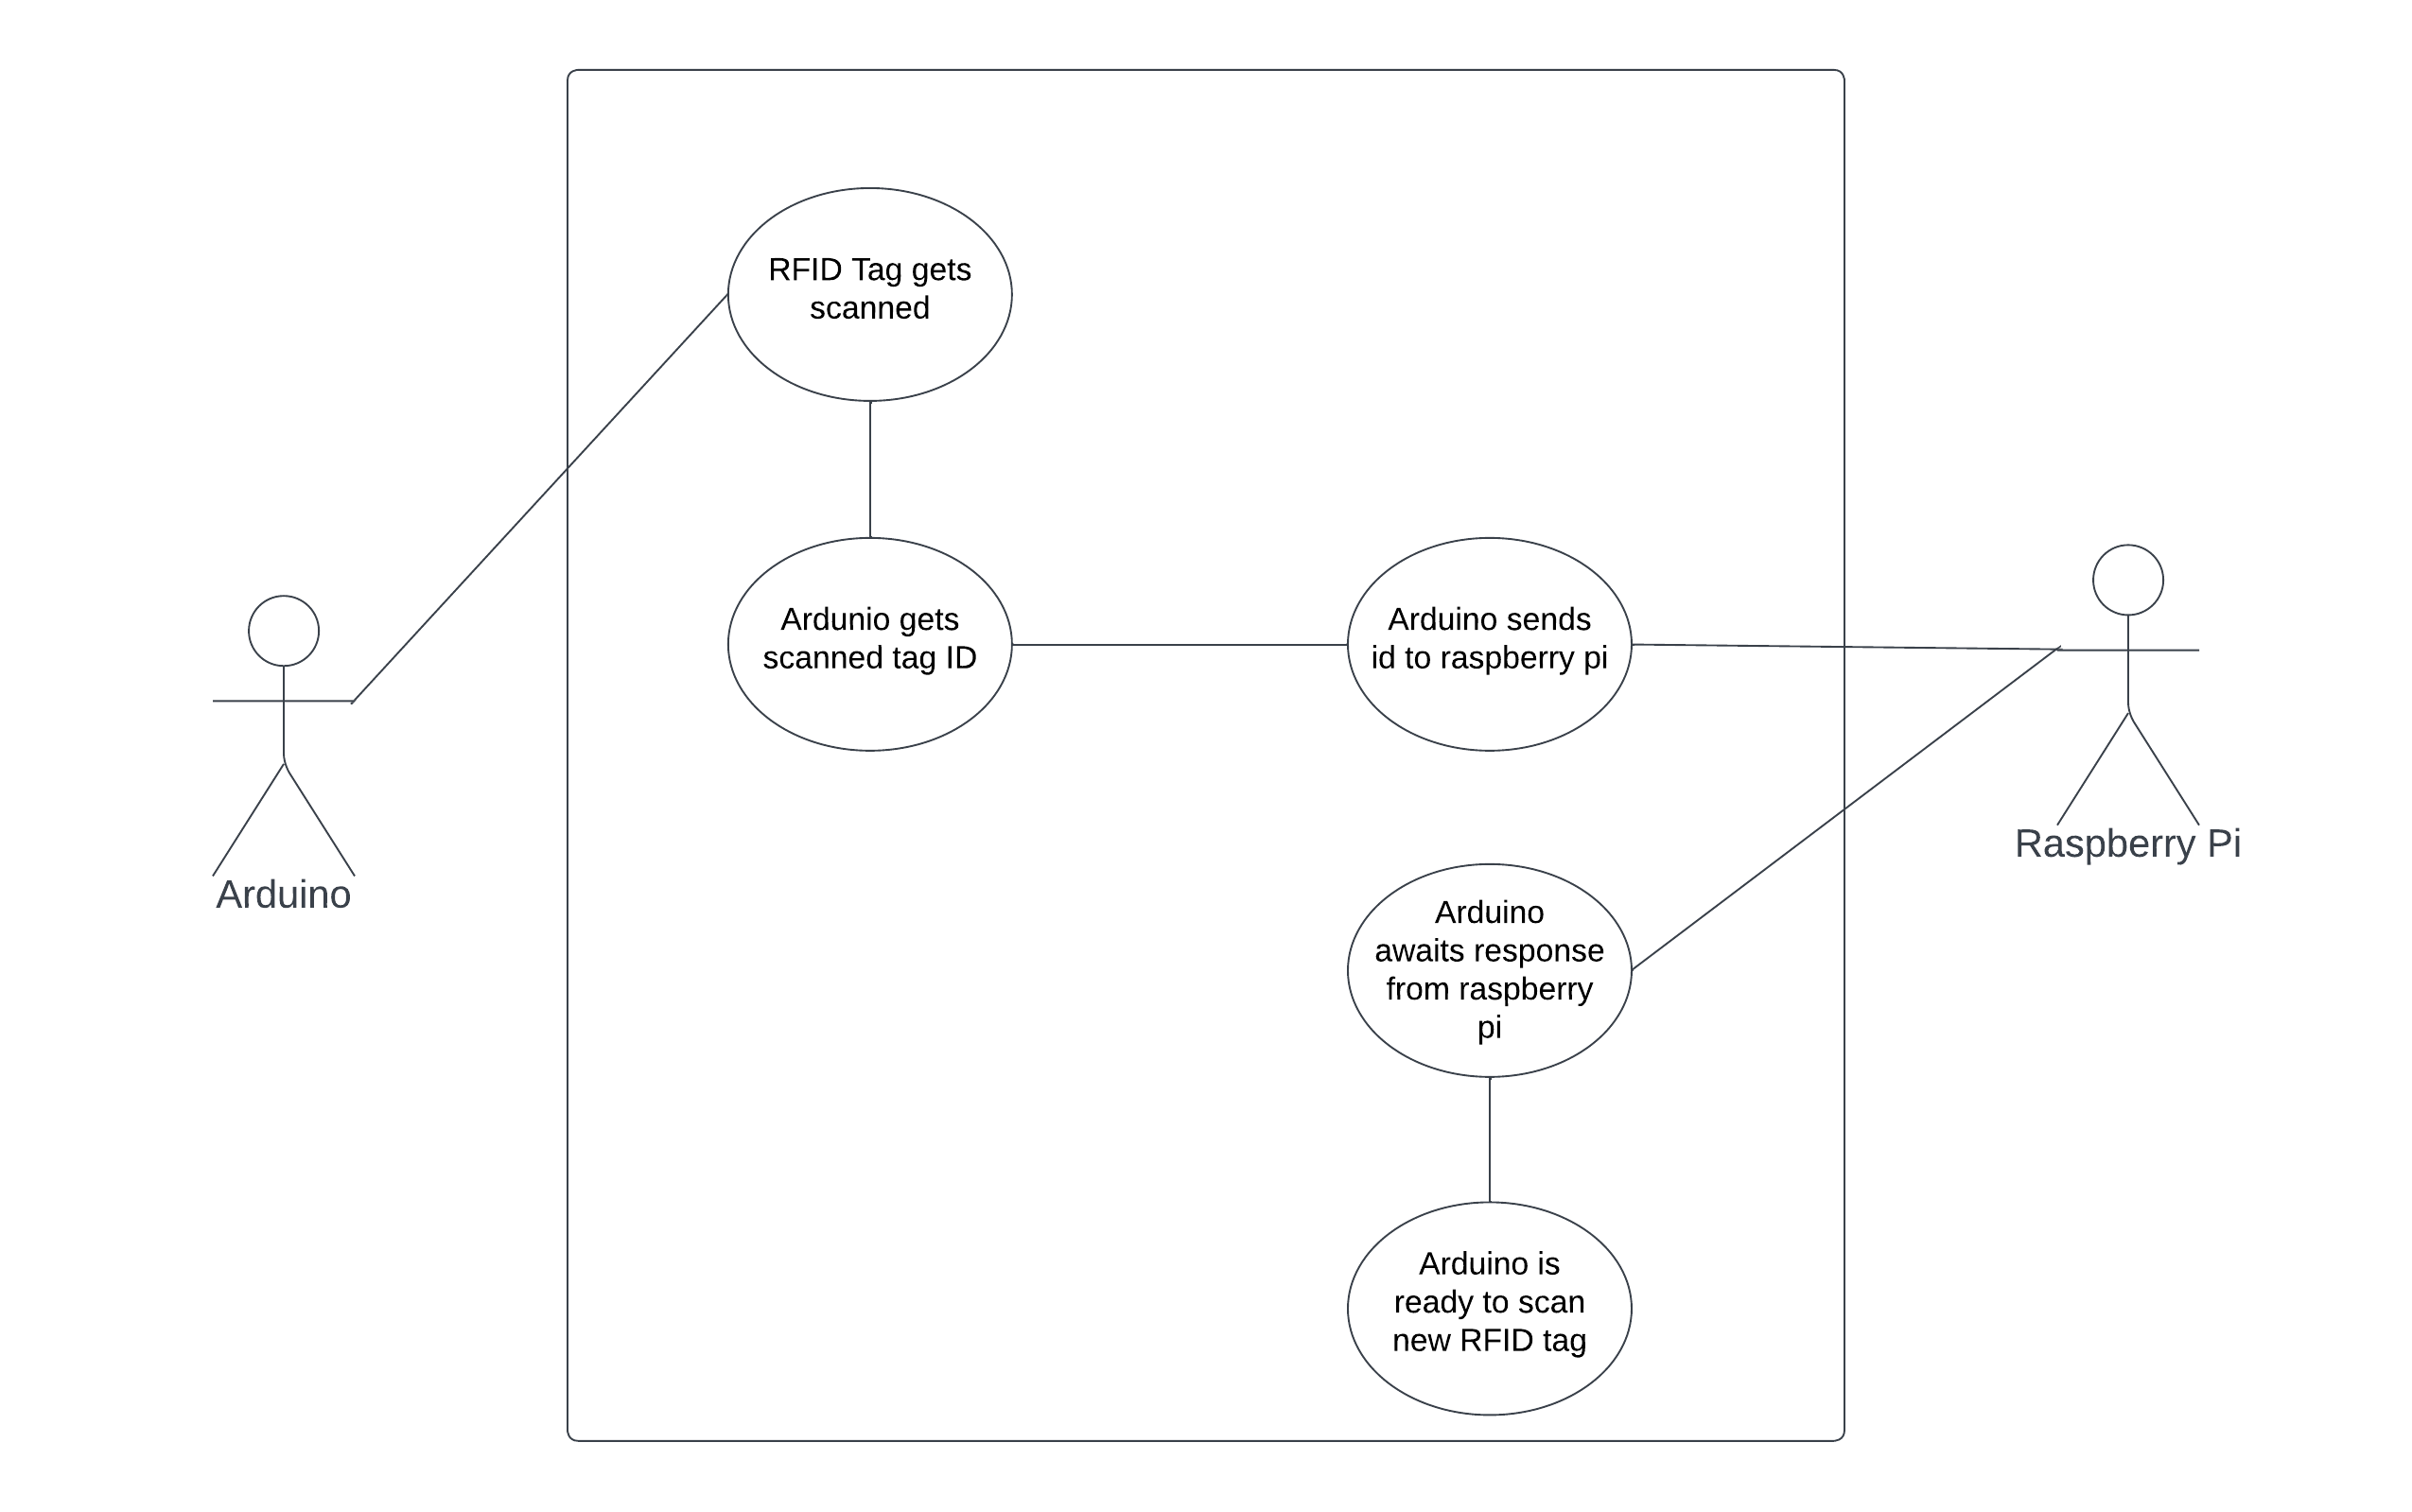 RFID Tag gets
scanned
Ardunio gets
scanned tag ID
Arduino sends
id to raspberry pi
Arduino
Raspberry Pi
Arduino
awaits response
from raspberry
pi
Arduino is
ready to scan
new RFID tag